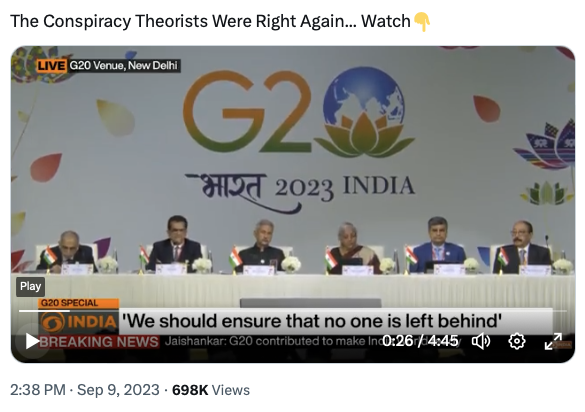 The Conspiracy Theorists Were Right Again... Watch👇
LIVE G20 Venue, New Delhi
G20
भारत 2023 INDIA
Play
G20 SPECIAL
INDIA 'We should ensure that no one is left behind'
BREAKING NEWS Jaishankar: G20 contributed to make
0:26 / 4:45
2:38 PM · Sep 9, 2023 · 698K Views